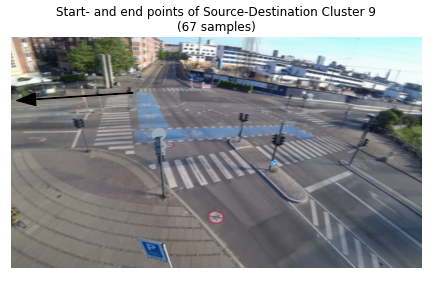 Start- and end points of Source-Destination Cluster 9
(67 samples)
P